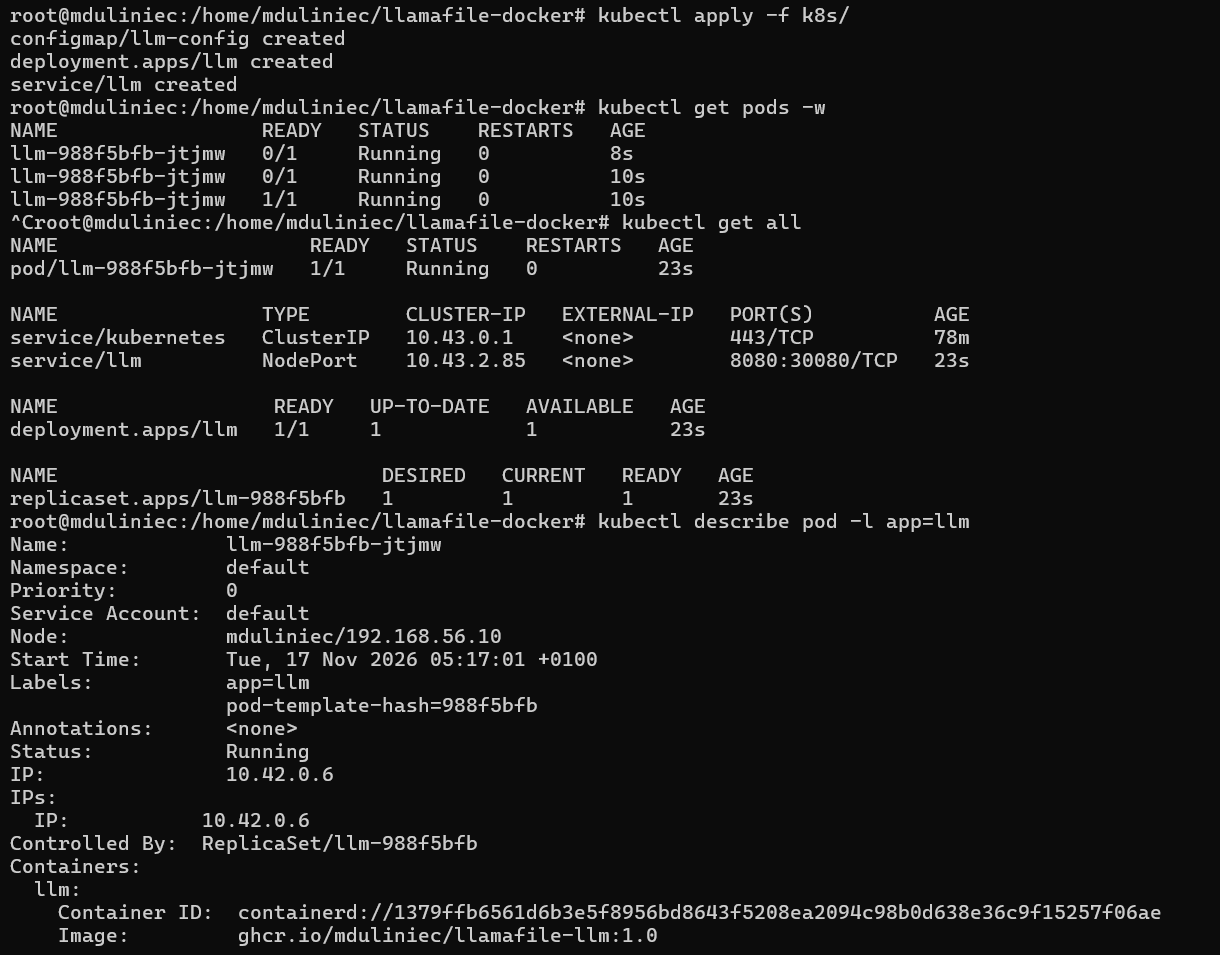 root@mduliniec:/home/mduliniec/llamafile-docker# kubectl apply -f k8s/
configmap/llm-config created
deployment.apps/llm created
service/llm created
root@mduliniec:/home/mduliniec/llamafile-docker# kubectl get pods -w
NAME                  READY   STATUS    RESTARTS   AGE
llm-988f5bfb-jtjmw   0/1     Running   0          8s
llm-988f5bfb-jtjmw   0/1     Running   0          10s
llm-988f5bfb-jtjmw   1/1     Running   0          10s
^Croot@mduliniec:/home/mduliniec/llamafile-docker# kubectl get all
NAME                     READY   STATUS    RESTARTS   AGE
pod/llm-988f5bfb-jtjmw   1/1     Running   0          23s

NAME                 TYPE        CLUSTER-IP   EXTERNAL-IP   PORT(S)          AGE
service/kubernetes   ClusterIP   10.43.0.1    <none>        443/TCP          78m
service/llm          NodePort    10.43.2.85   <none>        8080:30080/TCP   23s

NAME                  READY   UP-TO-DATE   AVAILABLE   AGE
deployment.apps/llm   1/1     1            1           23s

NAME                           DESIRED   CURRENT   READY   AGE
replicaset.apps/llm-988f5bfb   1         1         1       23s
root@mduliniec:/home/mduliniec/llamafile-docker# kubectl describe pod -l app=llm
Name:             llm-988f5bfb-jtjmw
Namespace:        default
Priority:         0
Service Account:  default
Node:             mduliniec/192.168.56.10
Start Time:       Tue, 17 Nov 2026 05:17:01 +0100
Labels:           app=llm
                  pod-template-hash=988f5bfb
Annotations:      <none>
Status:           Running
IP:               10.42.0.6
IPs:
  IP:           10.42.0.6
Controlled By:  ReplicaSet/llm-988f5bfb
Containers:
  llm:
    Container ID:  containerd://1379ffb6561d6b3e5f8956bd8643f5208ea2094c98b0d638e36c9f15257f06ae
    Image:         ghcr.io/mduliniec/llamafile-llm:1.0